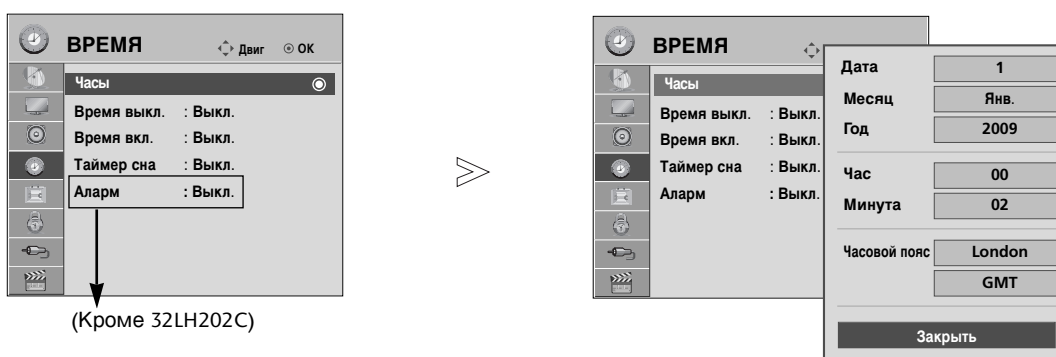 ВРЕМЯ
Двиг ОК
Часы
Время выкл. : Выкл.
Время вкл. : Выкл.
Таймер сна : Выкл.
Аларм : Выкл.
(Кроме 32LH202C)
ВРЕМЯ
Часы
Время выкл. : Выкл.
Время вкл. : Выкл.
Таймер сна : Выкл.
Аларм : Выкл.
Дата 1
Месяц Янв.
Год 2009
Час 00
Минута 02
Часовой пояс London
GMT
Закрыть